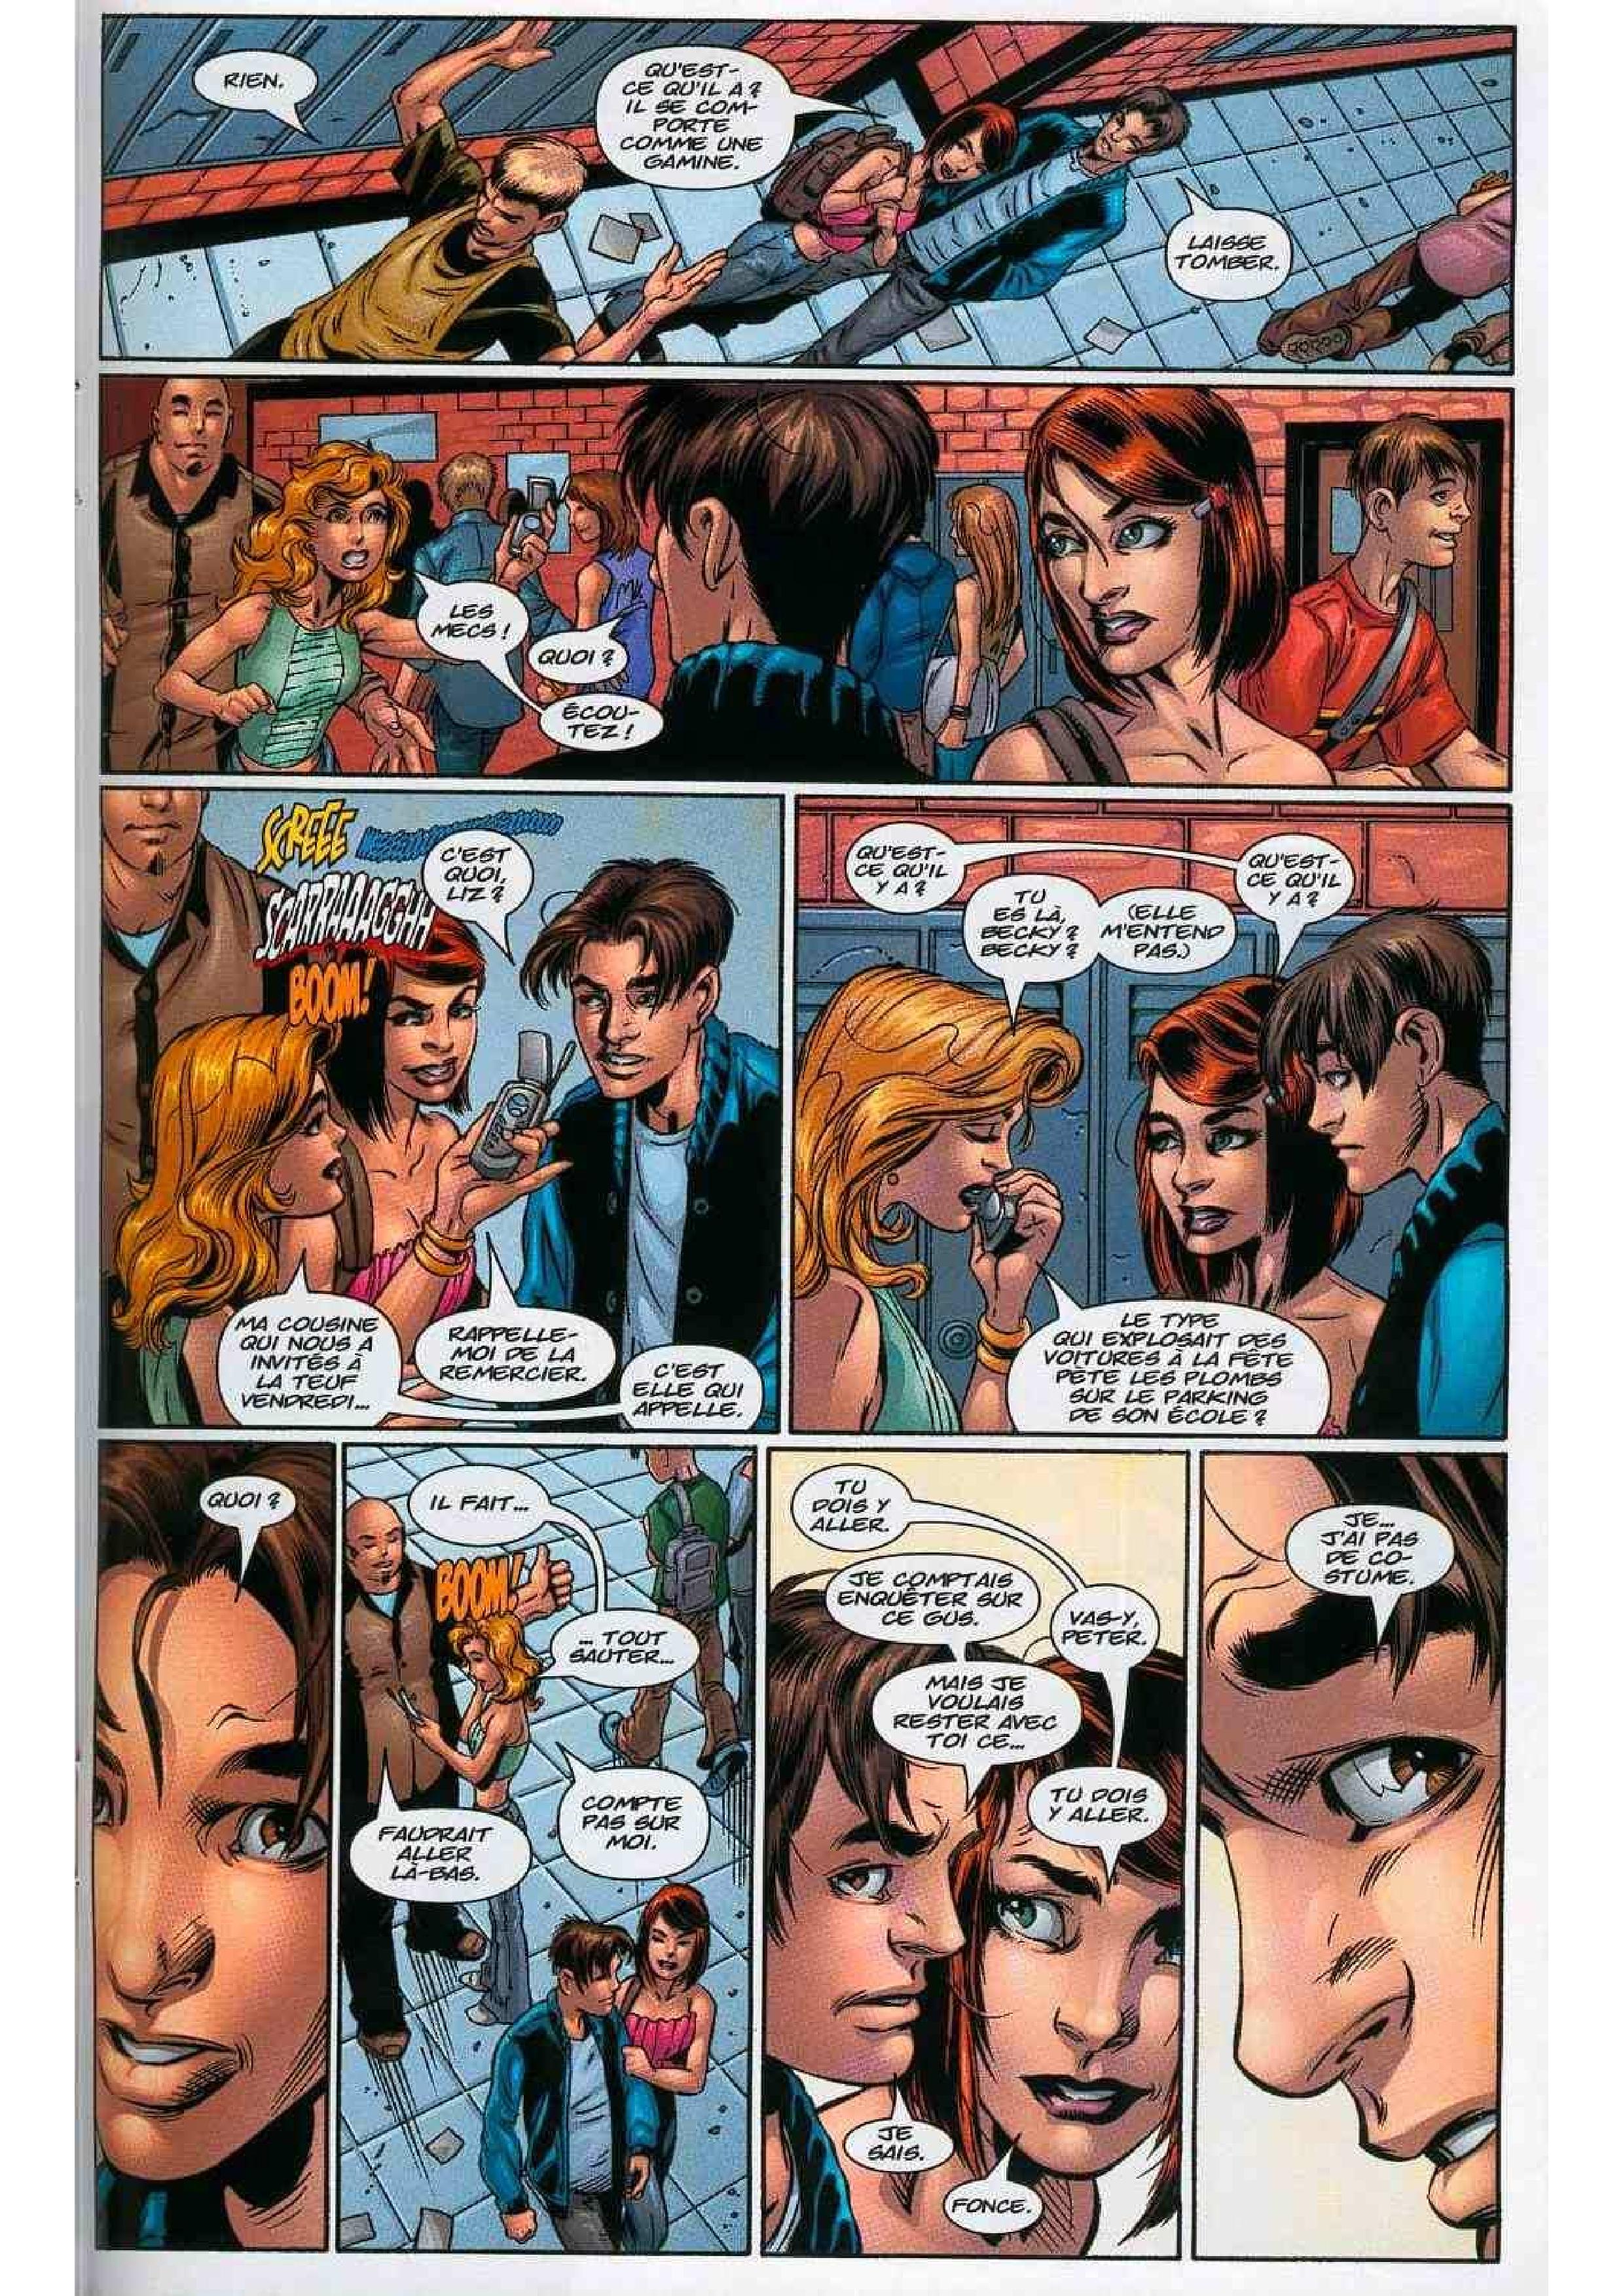 RIEN.
QU'EST-
CE QU'IL A ?
IL SE COM-
PORTE
COMME UNE
GAMINE.
LAISSE
TOMBER.
LES
MECS !
QUOI ?
ÉCOU-
TEZ !
SCREEE
SCARRAAAGGHH
BOOM!
C'EST
QUOI,
LIZ ?
MA COUSINE
QUI NOUS A
INVITÉS À
LA TEUF
VENDREDI...
RAPPELLE-
MOI DE LA
REMERCIER.
C'EST
ELLE QUI
APPELLE.
QU'EST-
CE QU'IL
Y A ?
TU
ES LÀ,
BECKY ?
BECKY ?
(ELLE
M'ENTEND
PAS.)
QU'EST-
CE QU'IL
Y A ?
LE TYPE
QUI EXPLOSAIT DES
VOITURES À LA FÊTE
PÈTE LES PLOMBS
SUR LE PARKING
DE SON ÉCOLE ?
QUOI ?
IL FAIT...
BOOM!
... TOUT
SAUTER...
FAUDRAIT
ALLER
LÀ-BAS.
COMPTE
PAS SUR
MOI.
TU
DOIS Y
ALLER.
JE COMPTAIS
ENQUÊTER SUR
CE GUS.
VAS-Y,
PETER.
MAIS JE
VOULAIS
RESTER AVEC
TOI CE...
TU DOIS
Y ALLER.
JE
SAIS.
FONCE.
JE...
J'AI PAS
DE CO-
STUME.